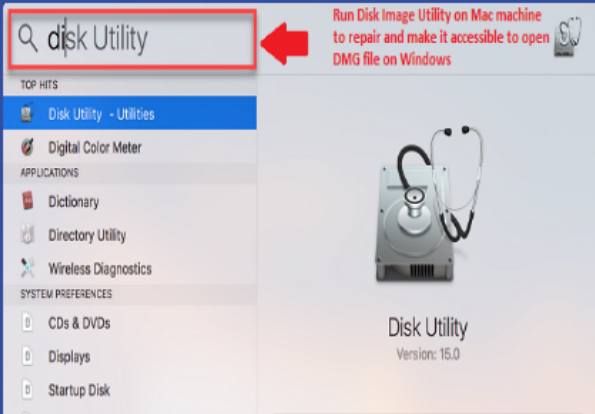 disk Utility
Run Disk Image Utility on Mac machine
to repair and make it accessible to open
DMG file on Windows
TOP HITS
Disk Utility - Utilities
Digital Color Meter
APPLICATIONS
Dictionary
Directory Utility
Wireless Diagnostics
SYSTEM PREFERENCES
CDs & DVDs
Displays
Startup Disk
Disk Utility
Version: 15.0